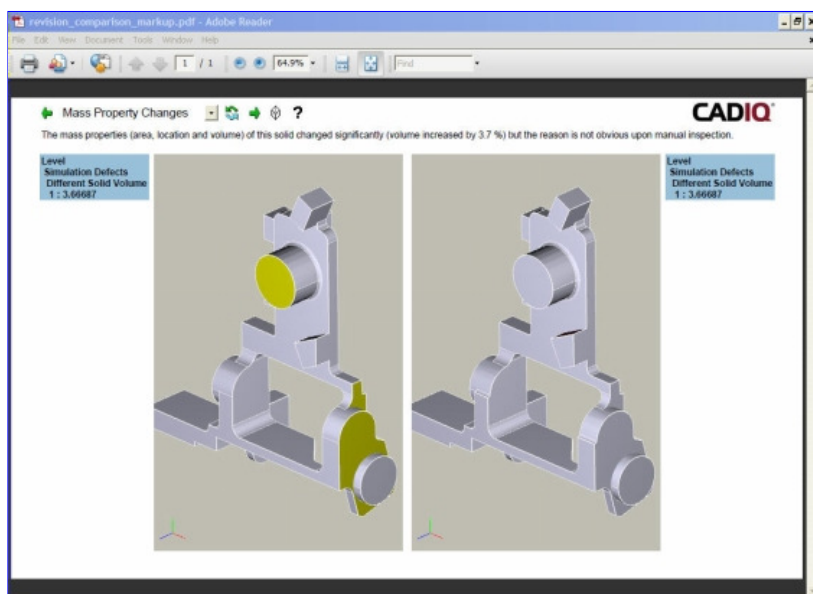 revision_comparison_markup.pdf - Adobe Reader
File Edit View Document Tools Window Help
1 / 1 64.9% Find
Mass Property Changes ? CADIQ
The mass properties (area, location and volume) of this solid changed significantly (volume increased by 3.7 %) but the reason is not obvious upon manual inspection.
Level
Simulation Defects
Different Solid Volume
1 : 3.66687
Level
Simulation Defects
Different Solid Volume
1 : 3.66687